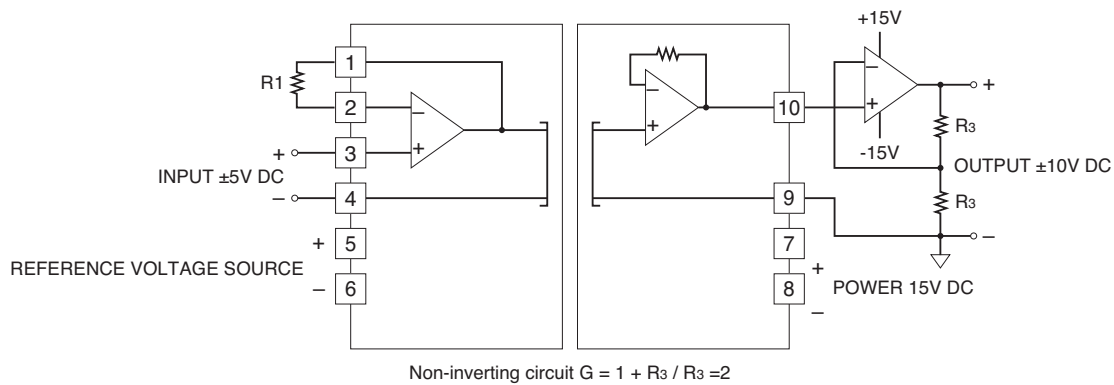 +15V
1
R1
2
−
−
−
10
+
3
+
+
+
+
-15V
R3
INPUT ±5V DC
OUTPUT ±10V DC
−
4
9
R3
+
5
7
−
REFERENCE VOLTAGE SOURCE
+
−
6
8
POWER 15V DC
−
Non-inverting circuit G = 1 + R3 / R3 =2